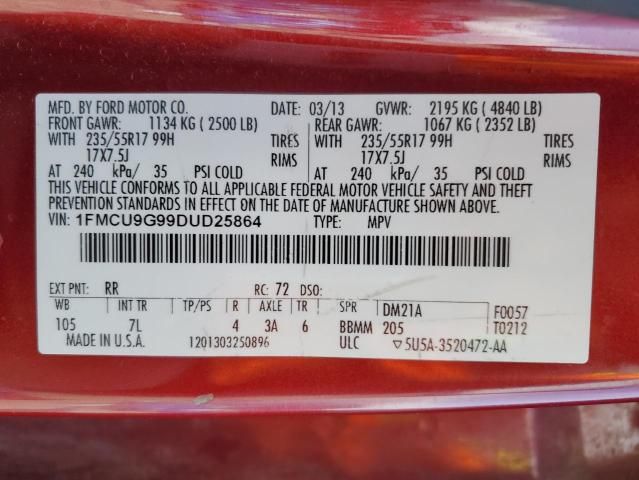 MFD. BY FORD MOTOR CO. DATE: 03/13 GVWR: 2195 KG ( 4840 LB)
FRONT GAWR: 1134 KG ( 2500 LB) REAR GAWR: 1067 KG ( 2352 LB)
WITH 235/55R17 99H TIRES WITH 235/55R17 99H TIRES
17X7.5J RIMS 17X7.5J RIMS
AT 240 kPa/ 35 PSI COLD AT 240 kPa/ 35 PSI COLD
THIS VEHICLE CONFORMS TO ALL APPLICABLE FEDERAL MOTOR VEHICLE SAFETY AND THEFT
PREVENTION STANDARDS IN EFFECT ON THE DATE OF MANUFACTURE SHOWN ABOVE.
VIN: 1FMCU9G99DUD25864 TYPE: MPV
EXT PNT: RR RC: 72 DSO:
WB INT TR TP/PS R AXLE TR SPR DM21A F0057
105 7L 4 3A 6 BBMM 205 T0212
MADE IN U.S.A. 1201303250896 ULC ▽5U5A-3520472-AA